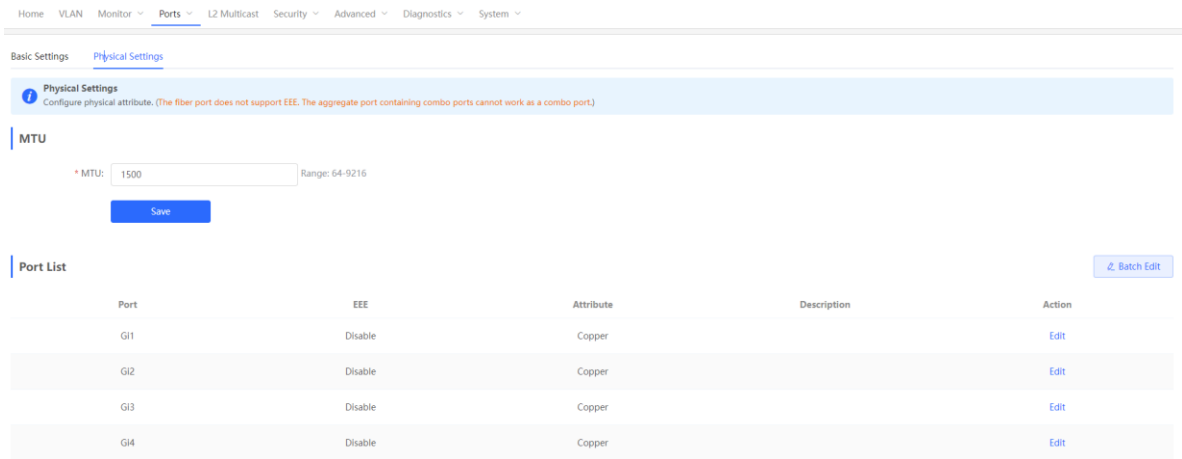 Home VLAN Monitor Ports L2 Multicast Security Advanced Diagnostics System
Basic Settings Physical Settings
Physical Settings
Configure physical attribute. (The fiber port does not support EEE. The aggregate port containing combo ports cannot work as a combo port.)
MTU
* MTU: 1500 Range: 64-9216
Save
Port List Batch Edit
Port EEE Attribute Description Action
Gi1 Disable Copper Edit
Gi2 Disable Copper Edit
Gi3 Disable Copper Edit
Gi4 Disable Copper Edit